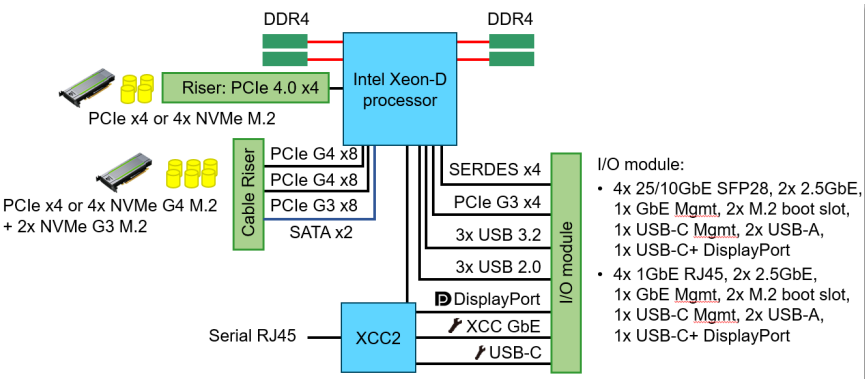 DDR4
DDR4
Intel Xeon-D
processor
Riser: PCIe 4.0 x4
PCIe x4 or 4x NVMe M.2
Cable Riser
PCIe G4 x8
PCIe G4 x8
PCIe G3 x8
SATA x2
PCIe x4 or 4x NVMe G4 M.2
+ 2x NVMe G3 M.2
SERDES x4
PCIe G3 x4
3x USB 3.2
3x USB 2.0
DisplayPort
XCC GbE
USB-C
I/O module
Serial RJ45
XCC2
I/O module:
• 4x 25/10GbE SFP28, 2x 2.5GbE,
1x GbE Mgmt, 2x M.2 boot slot,
1x USB-C Mgmt, 2x USB-A,
1x USB-C+ DisplayPort
• 4x 1GbE RJ45, 2x 2.5GbE,
1x GbE Mgmt, 2x M.2 boot slot,
1x USB-C Mgmt, 2x USB-A,
1x USB-C+ DisplayPort